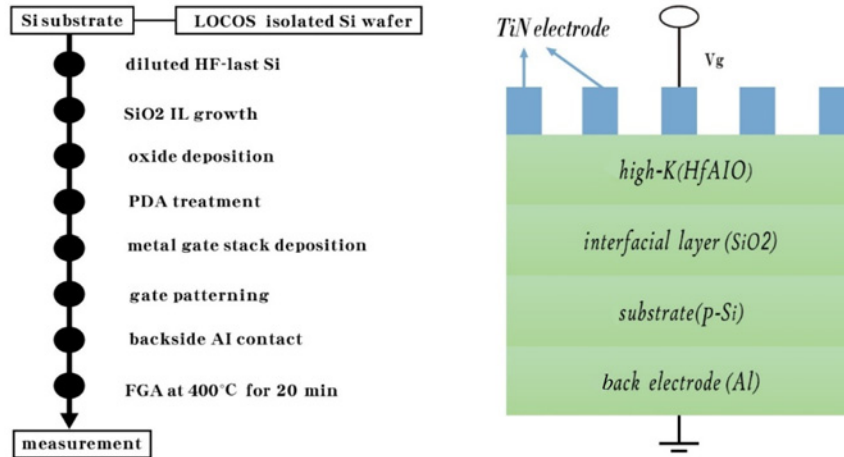 Si substrate
LOCOS isolated Si wafer
diluted HF-last Si
SiO2 IL growth
oxide deposition
PDA treatment
metal gate stack deposition
gate patterning
backside AI contact
FGA at 400°C for 20 min
measurement
TiN electrode
Vg
high-K(HfAIO)
interfacial layer (SiO2)
substrate(p-Si)
back electrode (Al)